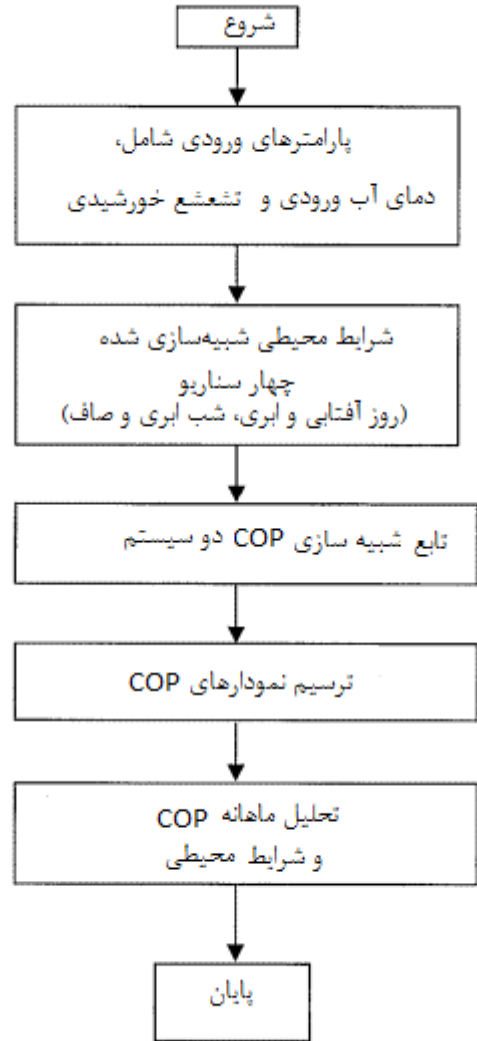 شروع
پارامترهای ورودی شامل،
دمای آب ورودی و تشعشع خورشیدی
شرایط محیطی شبیه‌سازی شده
چهار سناریو
(روز آفتابی و ابری، شب ابری و صاف)
تابع شبیه سازی COP دو سیستم
ترسیم نمودارهای COP
تحلیل ماهانه COP
و شرایط محیطی
پایان